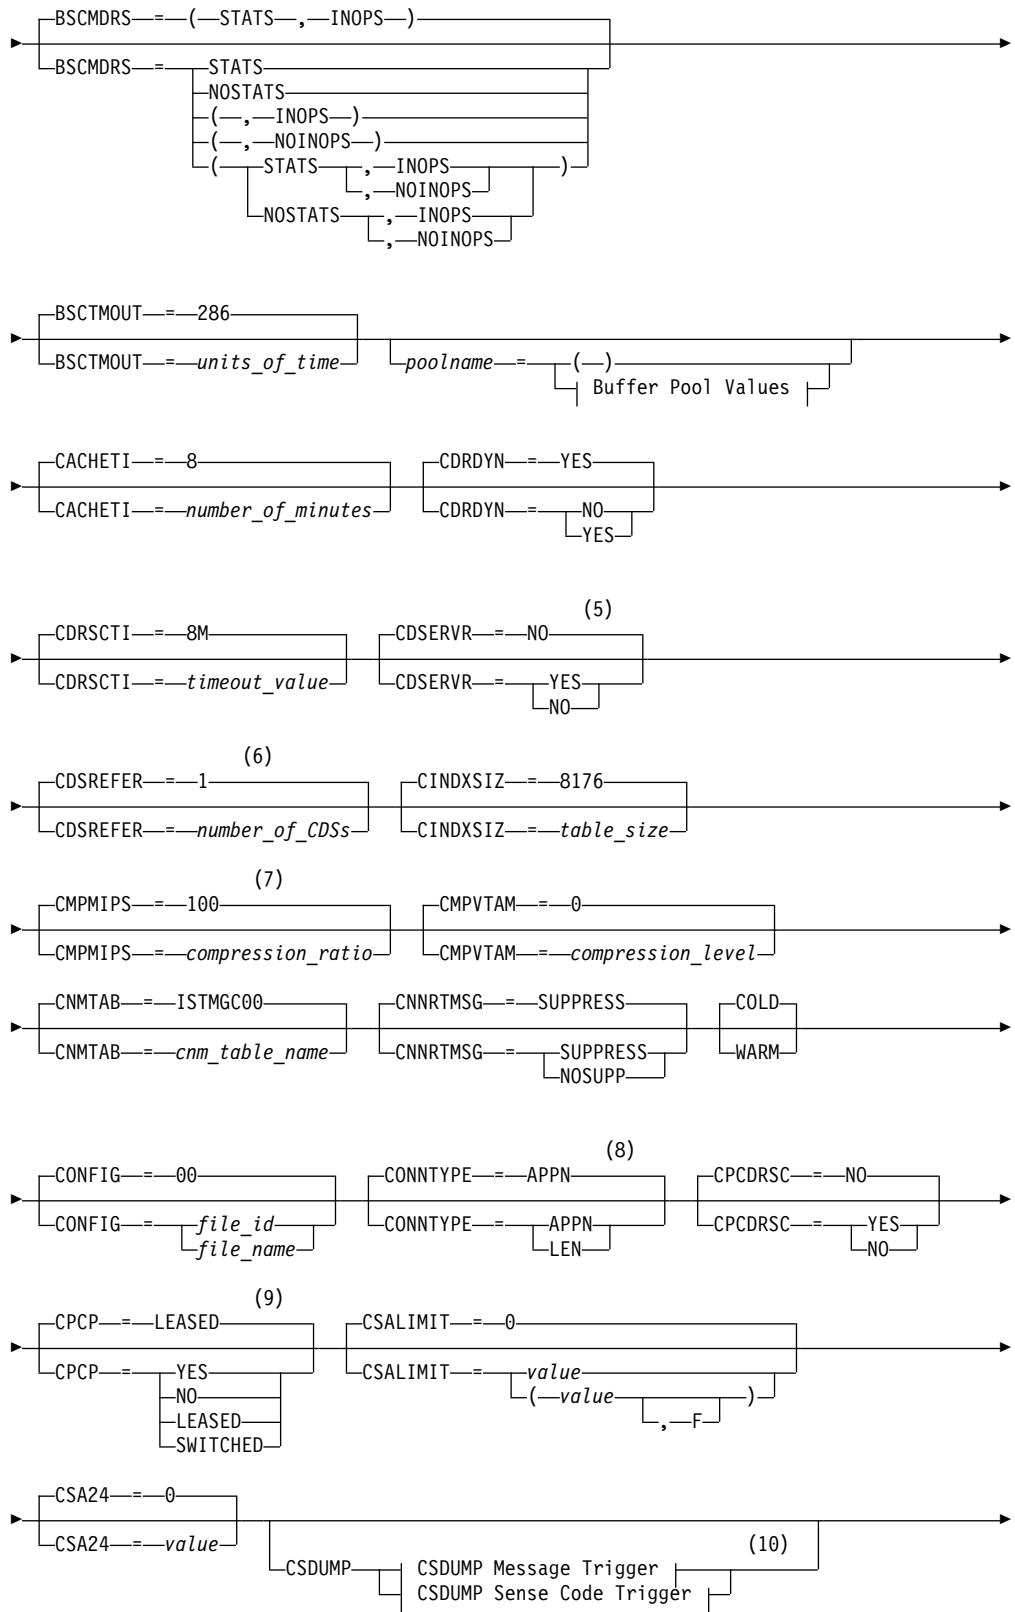 BSCMDRS = ( STATS , INOPS )
BSCMDRS = STATS
NOSTATS
( , INOPS )
( , NOINOPS )
( STATS , INOPS )
, NOINOPS
NOSTATS , INOPS
, NOINOPS
BSCTMOUT = 286
BSCTMOUT = units_of_time poolname = ( )
Buffer Pool Values
CACHETI = 8 CDRDYN = YES
CACHETI = number_of_minutes CDRDYN = NO
YES
(5)
CDRSCTI = 8M CDSERVR = NO
CDRSCTI = timeout_value CDSERVR = YES
NO
(6)
CDSREFER = 1 CINDXSIZ = 8176
CDSREFER = number_of_CDSs CINDXSIZ = table_size
(7)
CMPMIPS = 100 CMPVTAM = 0
CMPMIPS = compression_ratio CMPVTAM = compression_level
CNMTAB = ISTMGC00 CNNRTMSG = SUPPRESS COLD
CNMTAB = cnm_table_name CNNRTMSG = SUPPRESS WARM
NOSUPP
(8)
CONFIG = 00 CONNTYPE = APPN CPCDRSC = NO
CONFIG = file_id CONNTYPE = APPN CPCDRSC = YES
file_name LEN NO
(9)
CPCP = LEASED CSALIMIT = 0
CPCP = YES CSALIMIT = value
NO ( value )
LEASED , F
SWITCHED
CSA24 = 0
CSA24 = value
(10)
CSDUMP CSDUMP Message Trigger
CSDUMP Sense Code Trigger